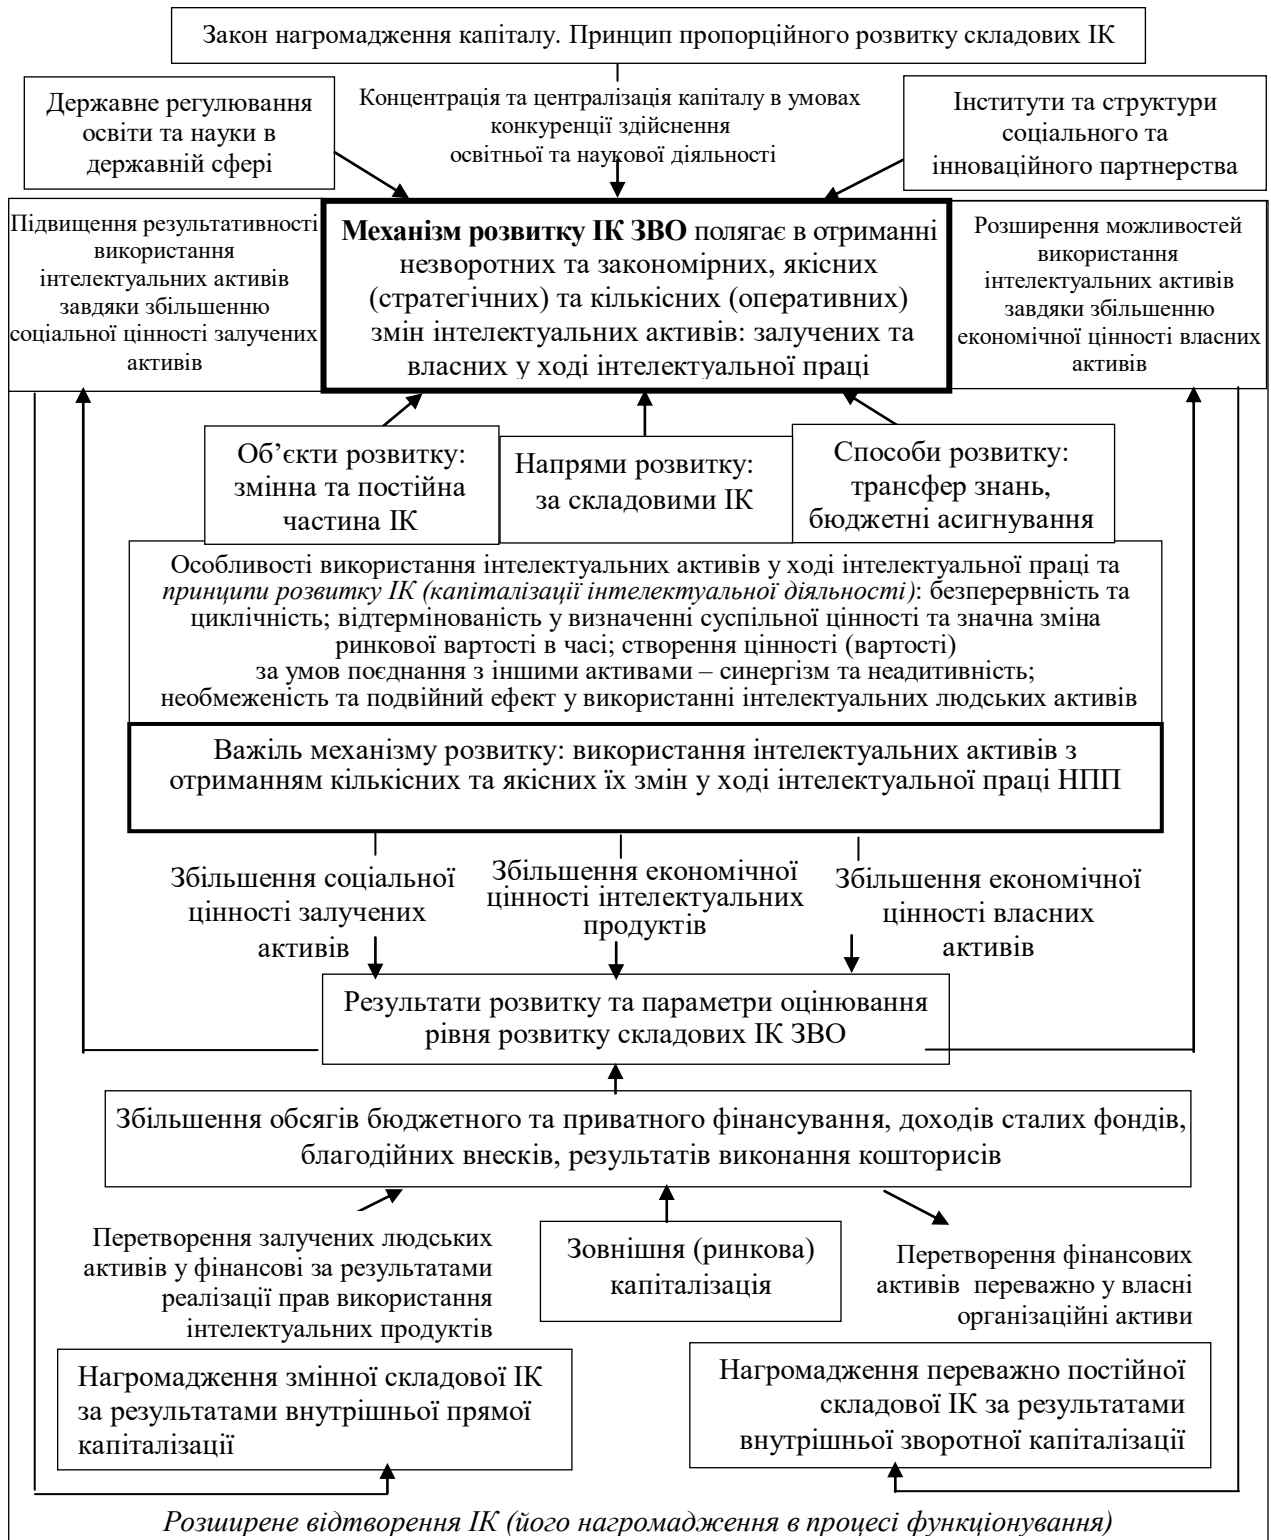 Закон нагромадження капіталу. Принцип пропорційного розвитку складових ІК
Державне регулювання
освіти та науки в
державній сфері
Концентрація та централізація капіталу в умовах
конкуренції здійснення
освітньої та наукової діяльності
Інститути та структури
соціального та
інноваційного партнерства
Підвищення результативності
використання
інтелектуальних активів
завдяки збільшенню
соціальної цінності залучених
активів
Механізм розвитку ІК ЗВО полягає в отриманні
незворотних та закономірних, якісних
(стратегічних) та кількісних (оперативних)
змін інтелектуальних активів: залучених та
власних у ході інтелектуальної праці
Розширення можливостей
використання
інтелектуальних активів
завдяки збільшенню
економічної цінності власних
активів
Об’єкти розвитку:
змінна та постійна
частина ІК
Напрями розвитку:
за складовими ІК
Способи розвитку:
трансфер знань,
бюджетні асигнування
Особливості використання інтелектуальних активів у ході інтелектуальної праці та
принципи розвитку ІК (капіталізації інтелектуальної діяльності): безперервність та
циклічність; відтермінованість у визначенні суспільної цінності та значна зміна
ринкової вартості в часі; створення цінності (вартості)
за умов поєднання з іншими активами – синергізм та неадитивність;
необмеженість та подвійний ефект у використанні інтелектуальних людських активів
Важіль механізму розвитку: використання інтелектуальних активів з
отриманням кількісних та якісних їх змін у ході інтелектуальної праці НПП
Збільшення соціальної
цінності залучених
активів
Збільшення економічної
цінності інтелектуальних
продуктів
Збільшення економічної
цінності власних
активів
Результати розвитку та параметри оцінювання
рівня розвитку складових ІК ЗВО
Збільшення обсягів бюджетного та приватного фінансування, доходів сталих фондів,
благодійних внесків, результатів виконання кошторисів
Перетворення залучених людських
активів у фінансові за результатами
реалізації прав використання
інтелектуальних продуктів
Зовнішня (ринкова)
капіталізація
Перетворення фінансових
активів переважно у власні
організаційні активи
Нагромадження змінної складової ІК
за результатами внутрішньої прямої
капіталізації
Нагромадження переважно постійної
складової ІК за результатами
внутрішньої зворотної капіталізації
Розширене відтворення ІК (його нагромадження в процесі функціонування)